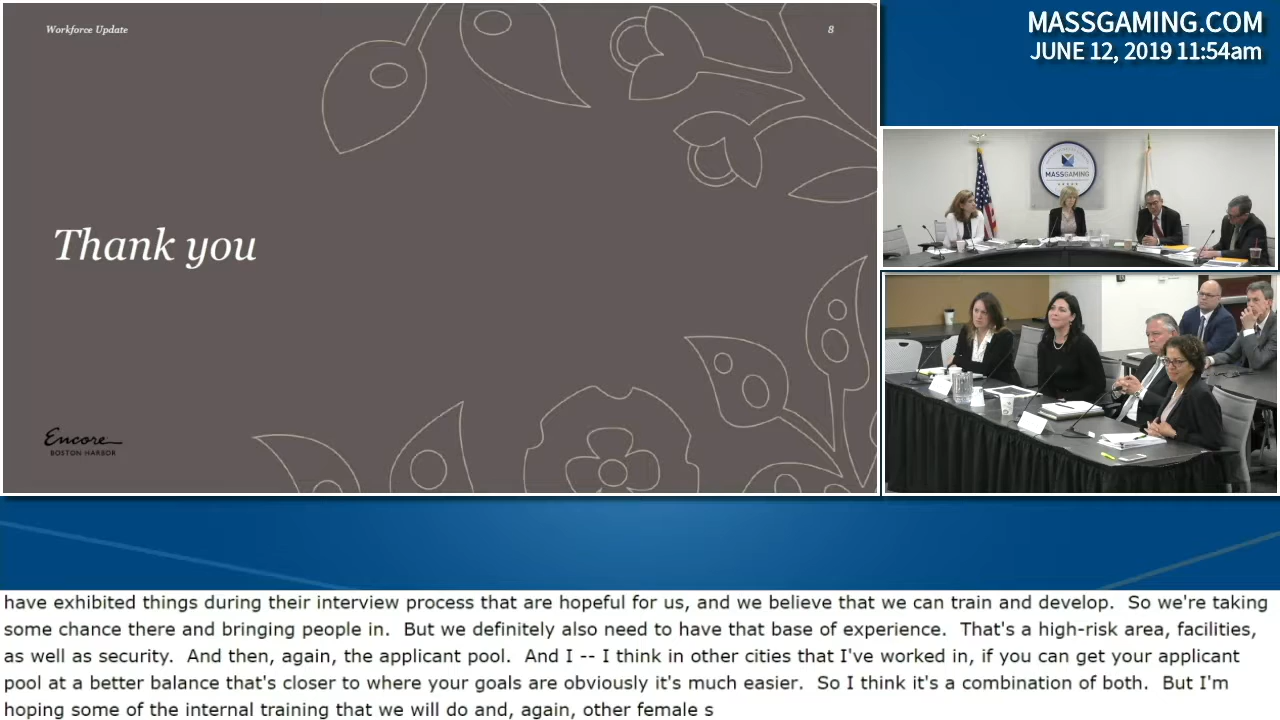 Workforce Update
8
Thank you
Encore
BOSTON HARBOR
MASSGAMING.COM
JUNE 12, 2019 11:54am
MASSGAMING
have exhibited things during their interview process that are hopeful for us, and we believe that we can train and develop.  So we're taking
some chance there and bringing people in.  But we definitely also need to have that base of experience.  That's a high-risk area, facilities,
as well as security.  And then, again, the applicant pool.  And I -- I think in other cities that I've worked in, if you can get your applicant
pool at a better balance that's closer to where your goals are obviously it's much easier.  So I think it's a combination of both.  But I'm
hoping some of the internal training that we will do and, again, other female s